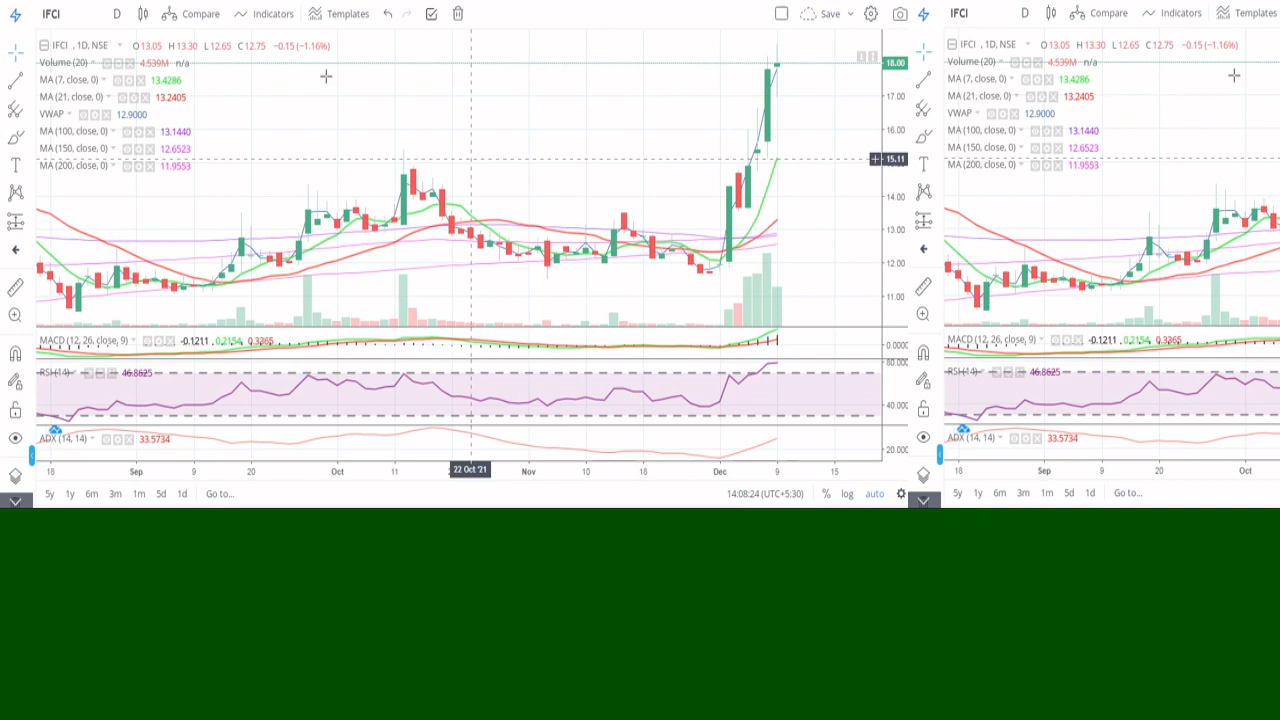 IFCI D Compare Indicators Templates Save
IFCI , 1D, NSE O13.05 H13.30 L12.65 C12.75 −0.15 (−1.16%)
Volume (20) 4.539M n/a
MA (7, close, 0) 13.4286
MA (21, close, 0) 13.2405
VWAP 12.9000
MA (100, close, 0) 13.1440
MA (150, close, 0) 12.6523
MA (200, close, 0) 11.9553
18.00
17.00
16.00
15.11
14.00
13.00
12.00
11.00
MACD (12, 26, close, 9) -0.1211 0.2154 0.3365
0.0000
80.0000
RSI (14) 46.8625
40.0000
ADX (14, 14) 33.5734
20.0000
18 Sep 9 20 Oct 11 22 Oct '21 Nov 10 18 Dec 9 15
5y 1y 6m 3m 1m 5d 1d Go to... 14:08:24 (UTC+5:30) % log auto
IFCI D Compare Indicators Templates
IFCI , 1D, NSE O13.05 H13.30 L12.65 C12.75 −0.15 (−1.16%)
Volume (20) 4.539M n/a
MA (7, close, 0) 13.4286
MA (21, close, 0) 13.2405
VWAP 12.9000
MA (100, close, 0) 13.1440
MA (150, close, 0) 12.6523
MA (200, close, 0) 11.9553
MACD (12, 26, close, 9) -0.1211 0.2154 0.3365
RSI (14) 46.8625
ADX (14, 14) 33.5734
18 Sep 9 20 Oct
5y 1y 6m 3m 1m 5d 1d Go to...